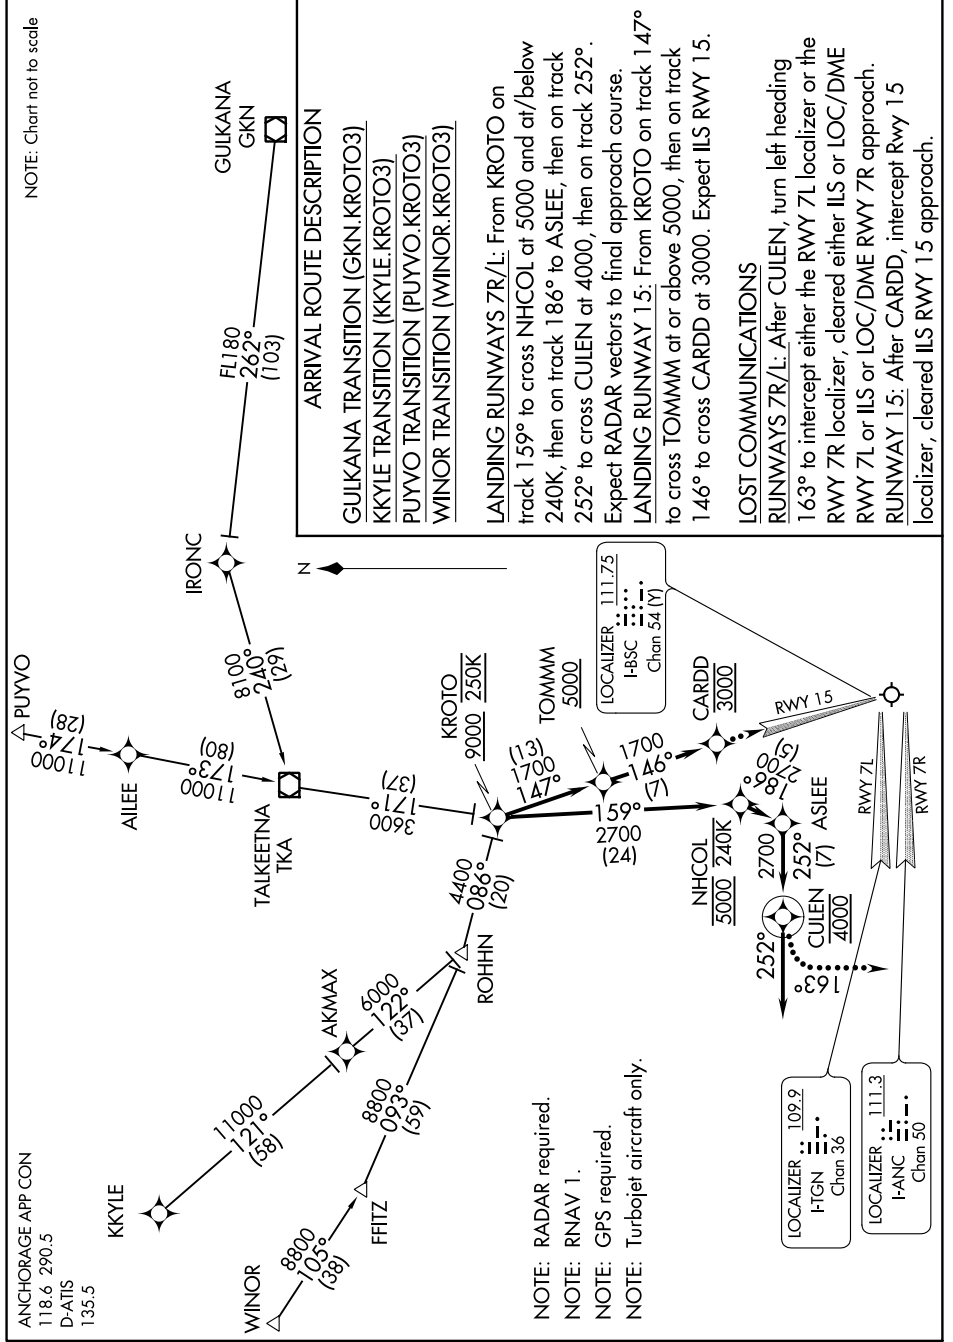 ANCHORAGE APP CON
118.6 290.5
D-ATIS
135.5
NOTE: Chart not to scale
KKYLE
11000
121°
(58)
AKMAX
6000
122°
(37)
WINOR
8800
105°
(38)
FFITZ
8800
093°
(59)
ROHHN
4400
086°
(20)
PUYVO
11000
174°
(28)
AILEE
11000
173°
(80)
TALKEETNA
TKA
3600
171°
(37)
GULKANA
GKN
FL180
262°
(103)
IRONC
8100
240°
(29)
N
KROTO
9000 250K
147°
1700
(13)
TOMMM
5000
1700
146°
(7)
CARDD
3000
RWY 15
159°
2700
(24)
NHCOL
5000 240K
186°
2700
(5)
ASLEE
2700
252°
(7)
CULEN
4000
252°
163°
RWY 7L
RWY 7R
LOCALIZER 111.75
I-BSC
Chan 54 (Y)
LOCALIZER 109.9
I-TGN
Chan 36
LOCALIZER 111.3
I-ANC
Chan 50
NOTE: RADAR required.
NOTE: RNAV 1.
NOTE: GPS required.
NOTE: Turbojet aircraft only.
ARRIVAL ROUTE DESCRIPTION
GULKANA TRANSITION (GKN.KROTO3)
KKYLE TRANSITION (KKYLE.KROTO3)
PUYVO TRANSITION (PUYVO.KROTO3)
WINOR TRANSITION (WINOR.KROTO3)
LANDING RUNWAYS 7R/L: From KROTO on
track 159° to cross NHCOL at 5000 and at/below
240K, then on track 186° to ASLEE, then on track
252° to cross CULEN at 4000, then on track 252°.
Expect RADAR vectors to final approach course.
LANDING RUNWAY 15: From KROTO on track 147°
to cross TOMMM at or above 5000, then on track
146° to cross CARDD at 3000. Expect ILS RWY 15.
LOST COMMUNICATIONS
RUNWAYS 7R/L: After CULEN, turn left heading
163° to intercept either the RWY 7L localizer or the
RWY 7R localizer, cleared either ILS or LOC/DME
RWY 7L or ILS or LOC/DME RWY 7R approach.
RUNWAY 15: After CARDD, intercept Rwy 15
localizer, cleared ILS RWY 15 approach.